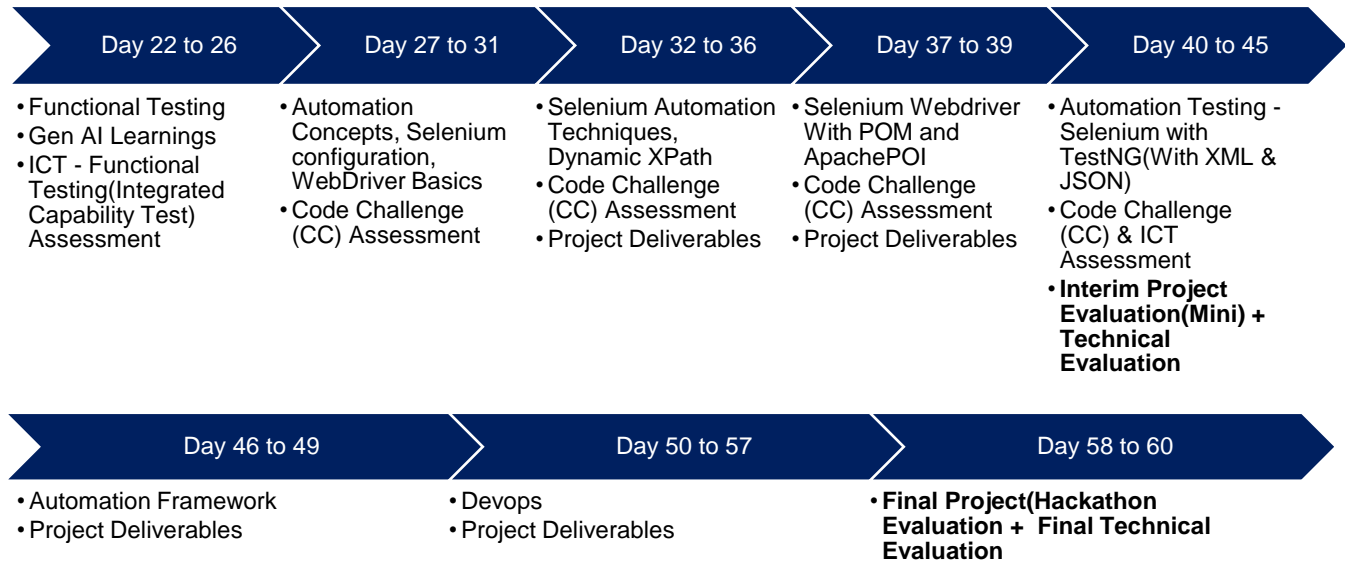 Day 22 to 26
Day 27 to 31
Day 32 to 36
Day 37 to 39
Day 40 to 45
• Functional Testing
• Gen AI Learnings
• ICT - Functional
Testing(Integrated
Capability Test)
Assessment
• Automation
Concepts, Selenium
configuration,
WebDriver Basics
• Code Challenge
(CC) Assessment
• Selenium Automation
Techniques,
Dynamic XPath
• Code Challenge
(CC) Assessment
• Project Deliverables
• Selenium Webdriver
With POM and
ApachePOI
• Code Challenge
(CC) Assessment
• Project Deliverables
• Automation Testing -
Selenium with
TestNG(With XML &
JSON)
• Code Challenge
(CC) & ICT
Assessment
• Interim Project
Evaluation(Mini) +
Technical
Evaluation
Day 46 to 49
Day 50 to 57
Day 58 to 60
• Automation Framework
• Project Deliverables
• Devops
• Project Deliverables
• Final Project(Hackathon
Evaluation + Final Technical
Evaluation